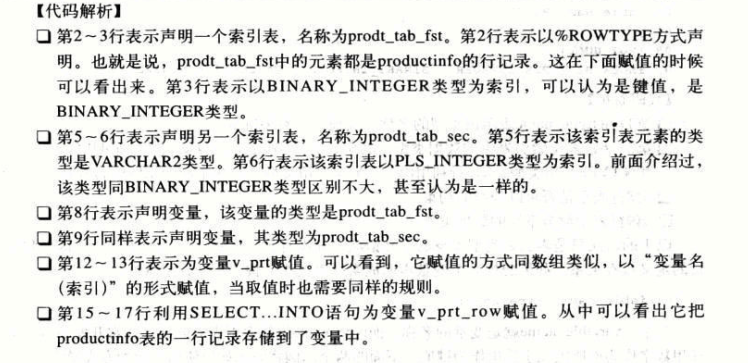 【代码解析】
❑ 第2～3行表示声明一个索引表，名称为prodt_tab_fst。第2行表示以%ROWTYPE方式声
明。也就是说，prodt_tab_fst中的元素都是productinfo的行记录。这在下面赋值的时候
可以看出来。第3行表示以BINARY_INTEGER类型为索引，可以认为是键值，是
BINARY_INTEGER类型。
❑ 第5～6行表示声明另一个索引表，名称为prodt_tab_sec。第5行表示该索引表元素的类
型是VARCHAR2类型。第6行表示该索引表以PLS_INTEGER类型为索引。前面介绍过，
该类型同BINARY_INTEGER类型区别不大，甚至认为是一样的。
❑ 第8行表示声明变量，该变量的类型是prodt_tab_fst。
❑ 第9行同样表示声明变量，其类型为prodt_tab_sec。
❑ 第12～13行表示为变量v_prt赋值。可以看到，它赋值的方式同数组类似，以“变量名
(索引)”的形式赋值，当取值时也需要同样的规则。
❑ 第15～17行利用SELECT…INTO语句为变量v_prt_row赋值。从中可以看出它把
productinfo表的一行记录存储到了变量中。